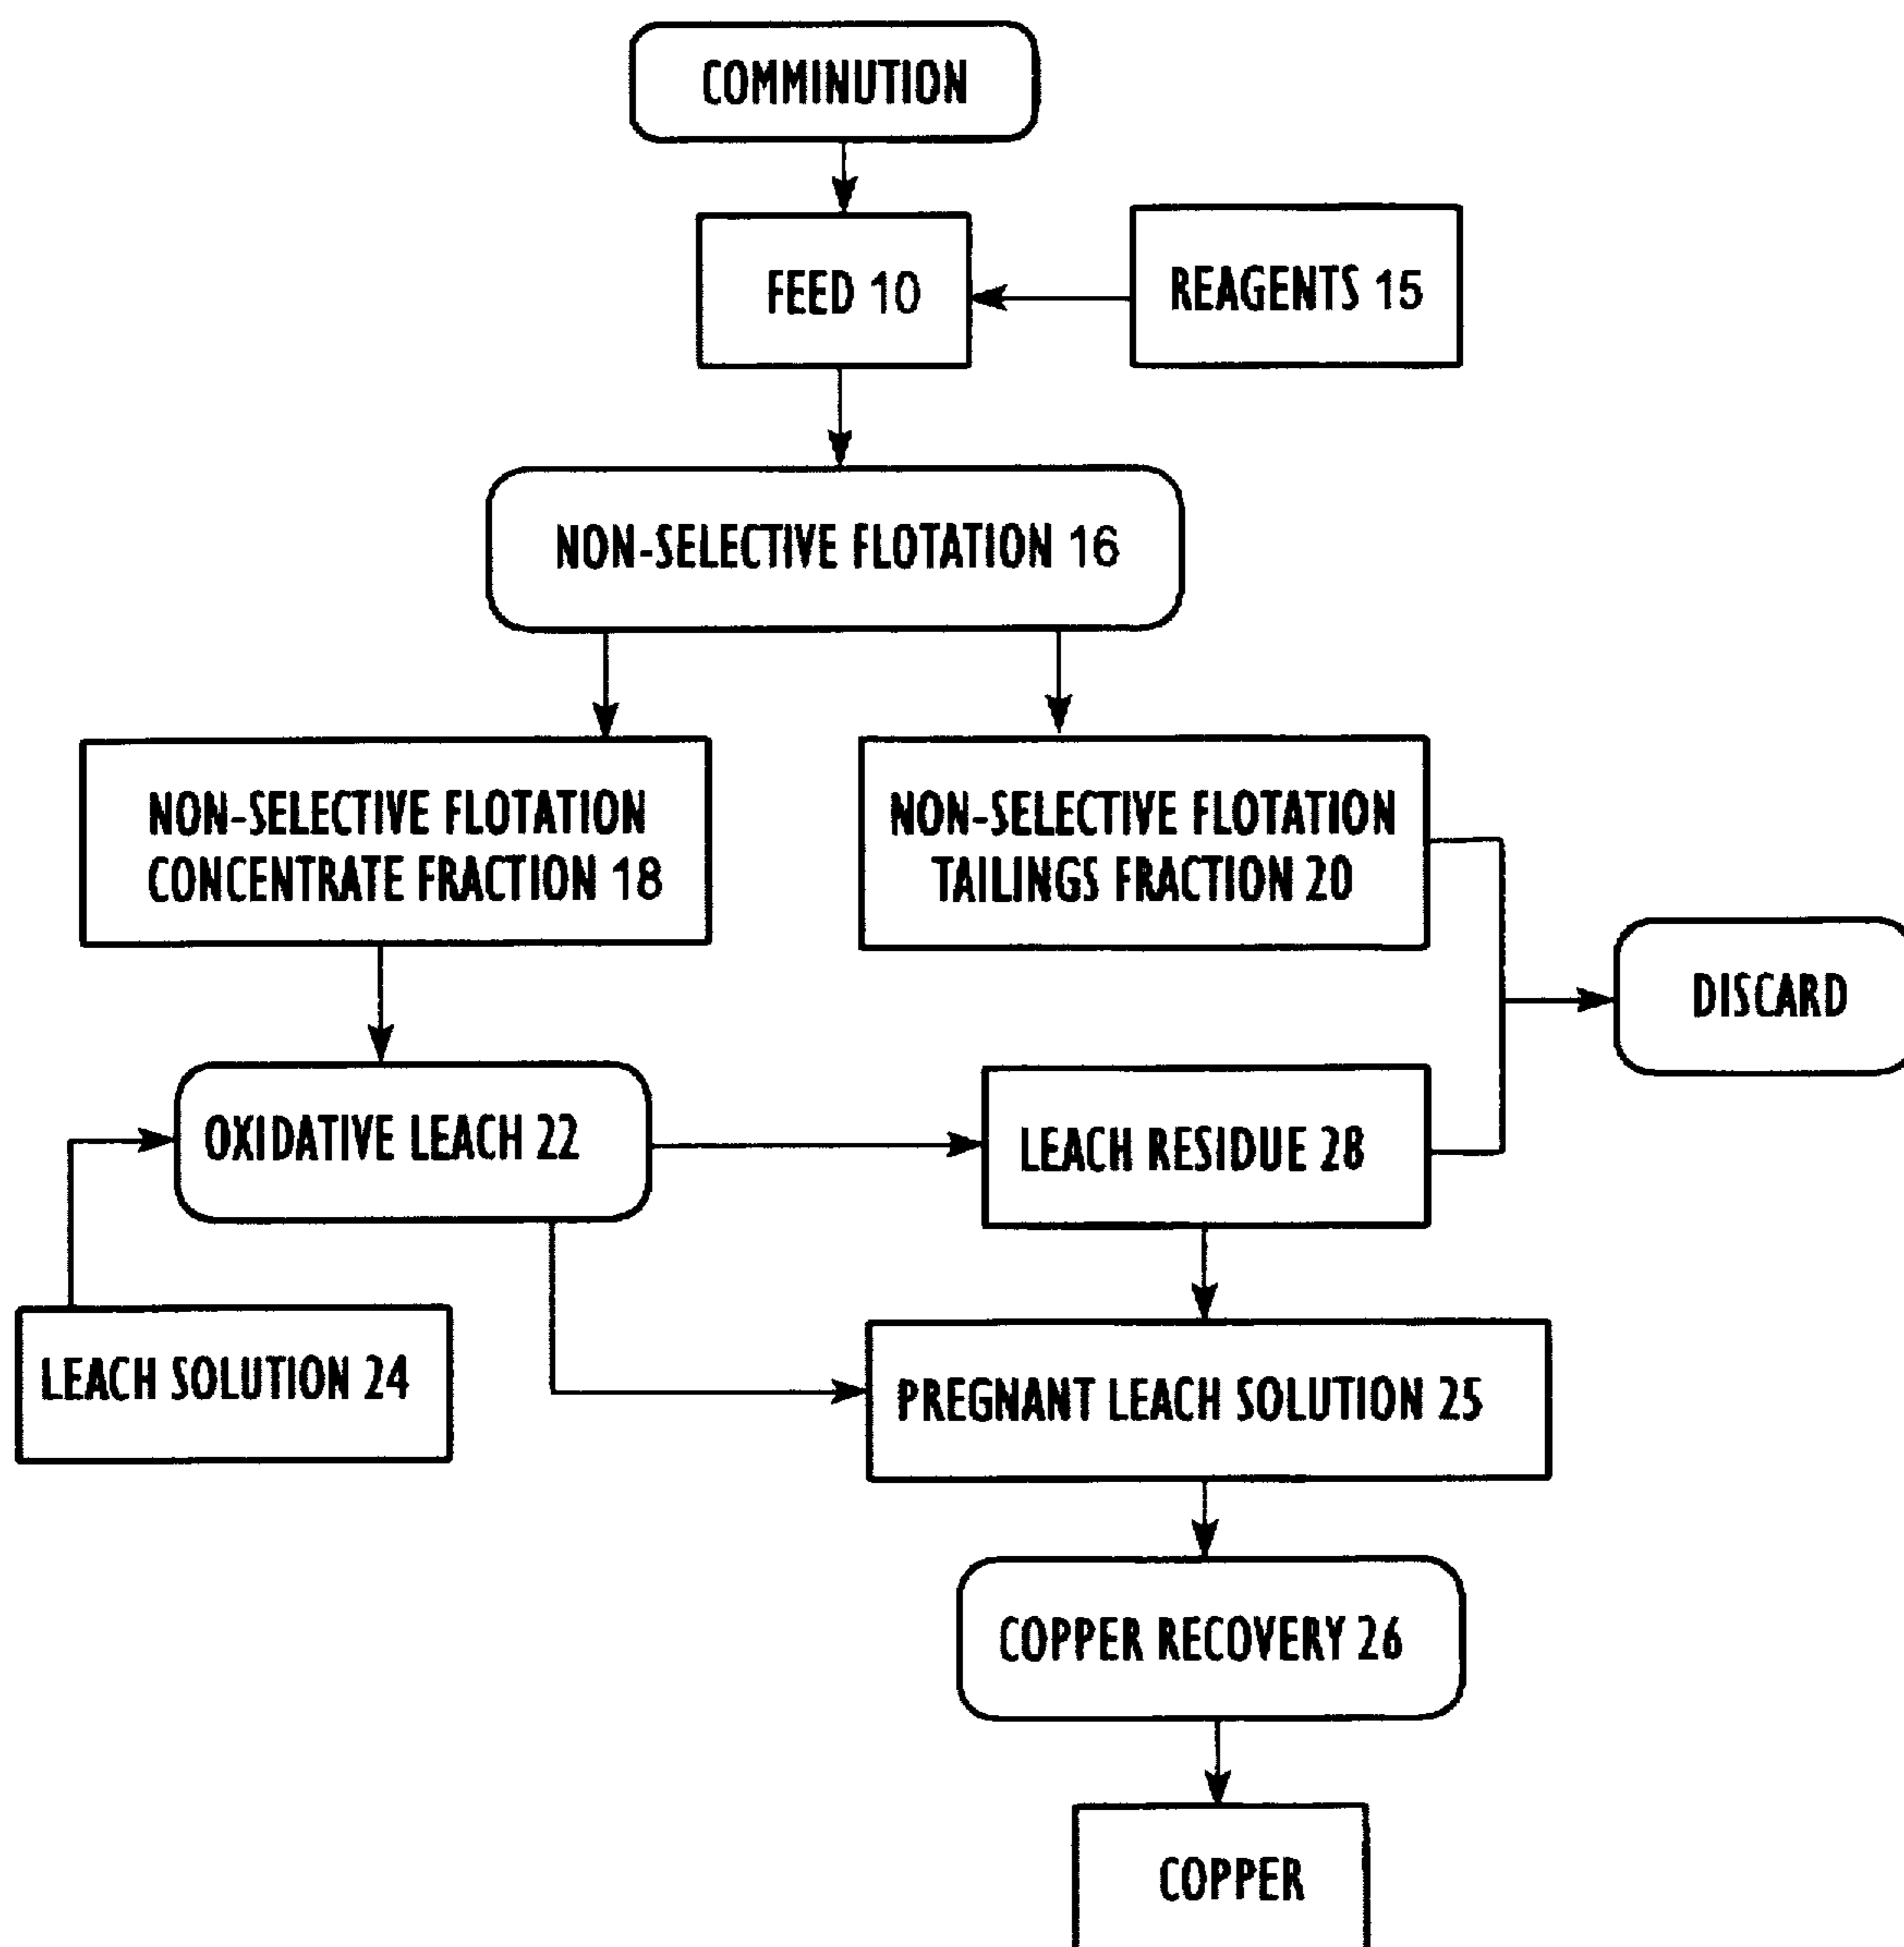 COMMINUTION
FEED 10
REAGENTS 15
NON-SELECTIVE FLOTATION 16
NON-SELECTIVE FLOTATION
CONCENTRATE FRACTION 18
NON-SELECTIVE FLOTATION
TAILINGS FRACTION 20
DISCARD
OXIDATIVE LEACH 22
LEACH RESIDUE 28
LEACH SOLUTION 24
PREGNANT LEACH SOLUTION 25
COPPER RECOVERY 26
COPPER